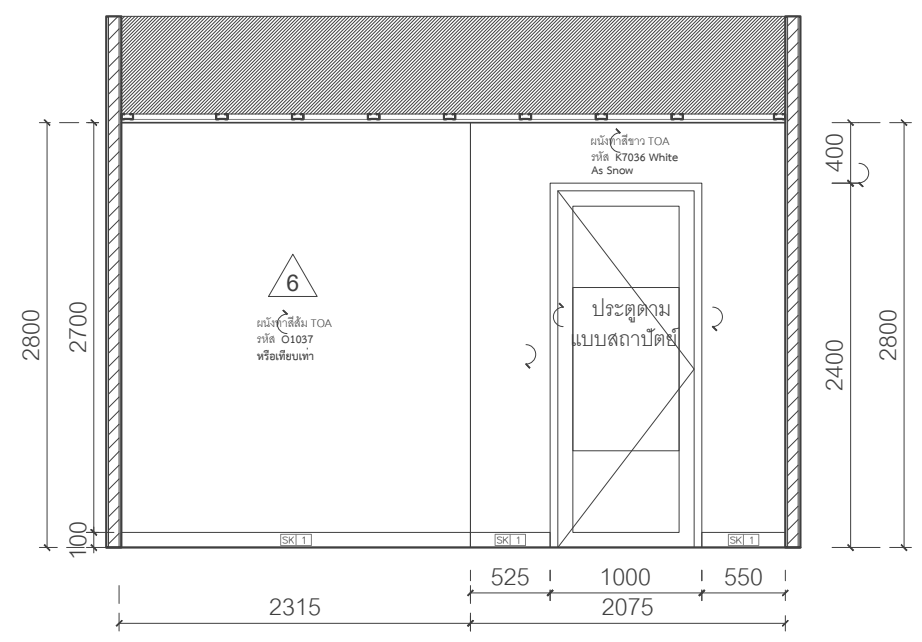 ผนังทาสีขาว TOA
รหัส K7036 White
As Snow
400
6
ผนังทาสีส้ม TOA
รหัส O1037
หรือเทียบเท่า
ประตูตาม
แบบสถาปัตย์
2800
2700
2400
2800
100
SK 1
SK 1
SK 1
525
1000
550
2315
2075